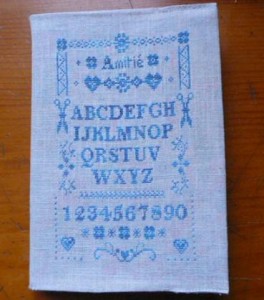 Amitié
ABCDEFGH
IJKLMNOP
QRSTUV
WXYZ
1234567890